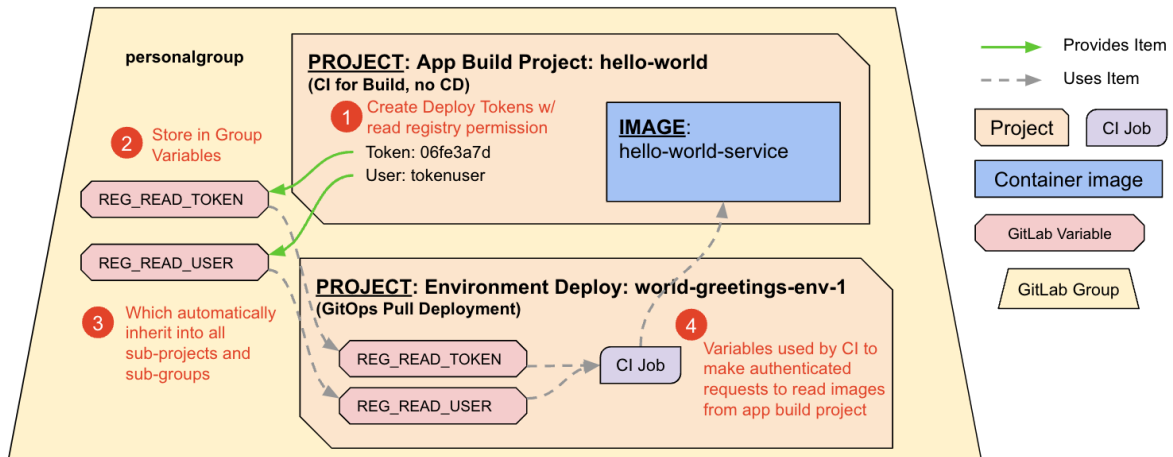 personalgroup
PROJECT: App Build Project: hello-world
(CI for Build, no CD)
1
Create Deploy Tokens w/
read registry permission
Token: 06fe3a7d
User: tokenuser
IMAGE:
hello-world-service
2
Store in Group
Variables
REG_READ_TOKEN
REG_READ_USER
3
Which automatically
inherit into all
sub-projects and
sub-groups
PROJECT: Environment Deploy: world-greetings-env-1
(GitOps Pull Deployment)
REG_READ_TOKEN
REG_READ_USER
CI Job
4
Variables used by CI to
make authenticated
requests to read images
from app build project
Provides Item
Uses Item
Project
CI Job
Container image
GitLab Variable
GitLab Group